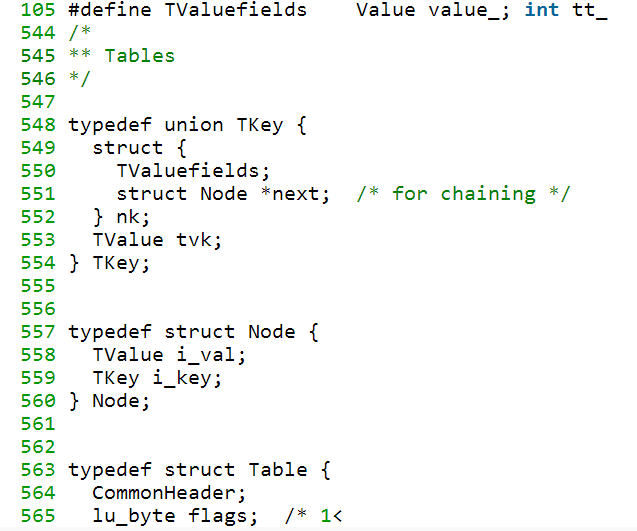 105 #define TValuefields    Value value_; int tt_
544 /*
545 ** Tables
546 */
547
548 typedef union TKey {
549   struct {
550     TValuefields;
551     struct Node *next;  /* for chaining */
552   } nk;
553   TValue tvk;
554 } TKey;
555
556
557 typedef struct Node {
558   TValue i_val;
559   TKey i_key;
560 } Node;
561
562
563 typedef struct Table {
564   CommonHeader;
565   lu_byte flags;  /* 1<